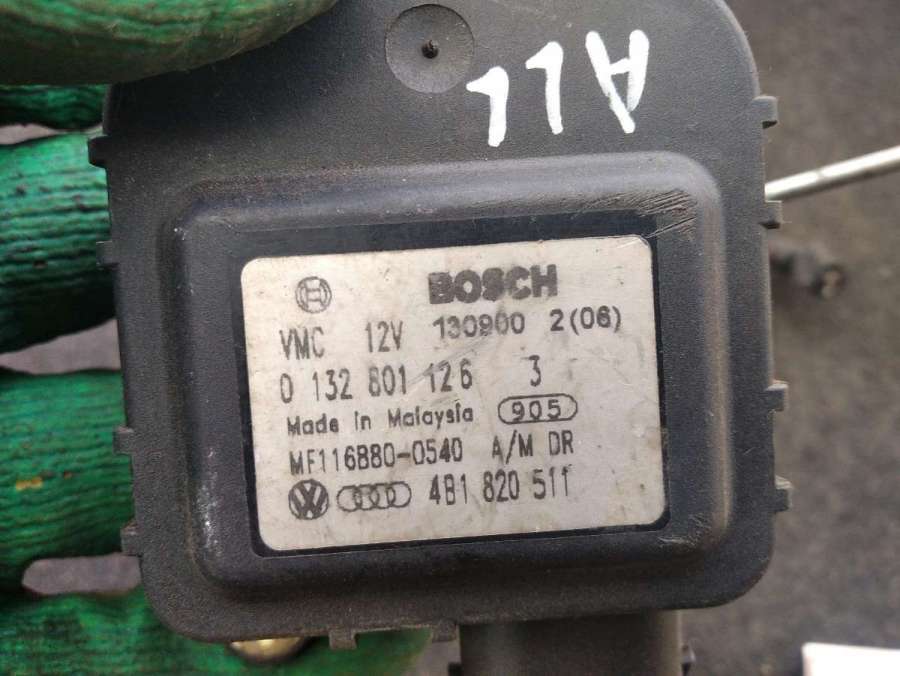 ALL
BOSCH
VMC 12V 130900 2(06)
0 132 801 126 3
Made in Malaysia 905
MF116880-0540 A/M DR
4B1 820 511